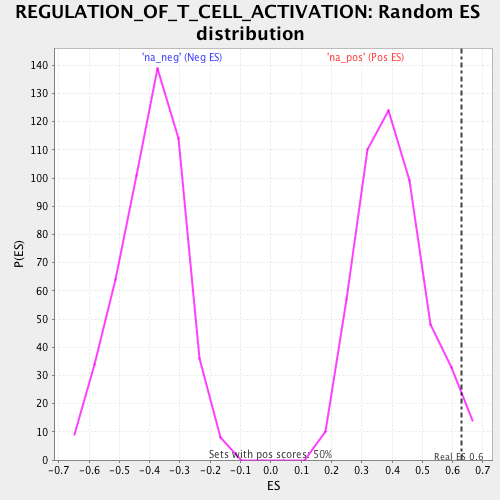 REGULATION_OF_T_CELL_ACTIVATION: Random ES
distribution
'na_neg' (Neg ES) 'na_pos' (Pos ES)
140
130
120
110
100
90
80
70
60
50
40
30
20
10
0
P(ES)
Sets with pos scores: 50%
Real ES 0.6
-0.7 -0.6 -0.5 -0.4 -0.3 -0.2 -0.1 0.0 0.1 0.2 0.3 0.4 0.5 0.6 0.7
ES